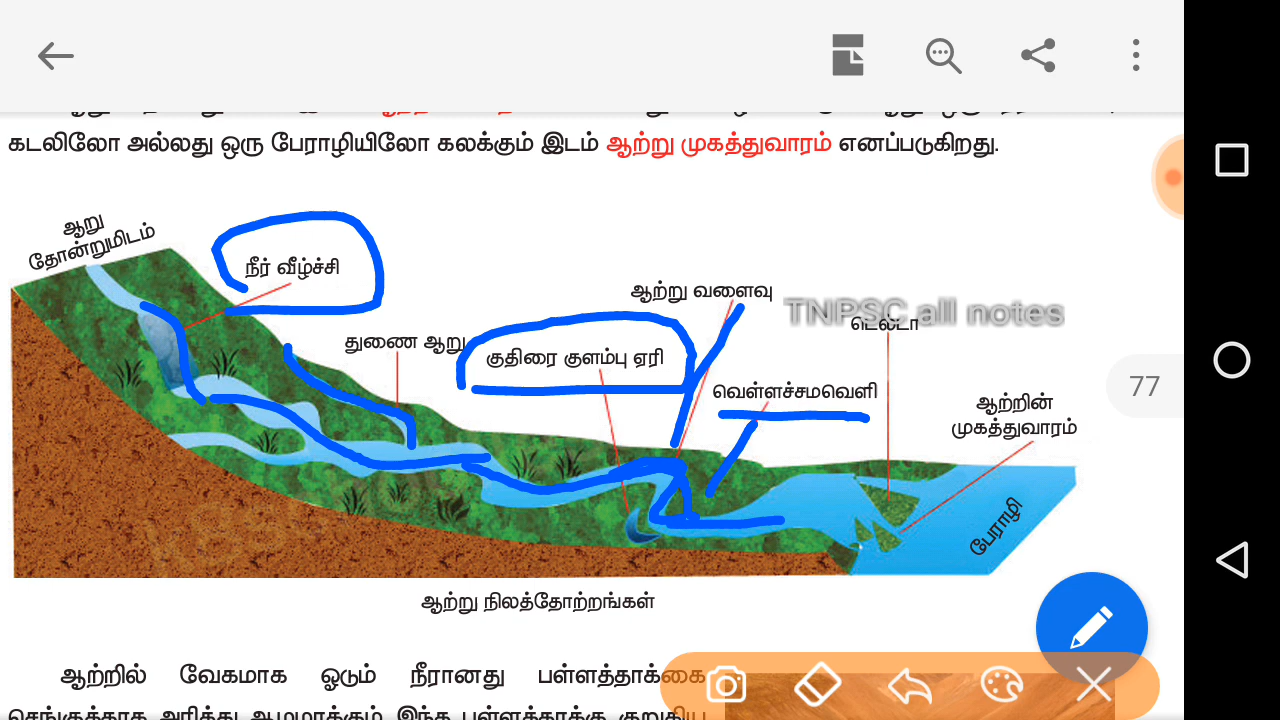 கடலிலோ அல்லது ஒரு பேராழியிலோ கலக்கும் இடம் ஆற்று முகத்துவாரம் எனப்படுகிறது.
ஆறு
தோன்றுமிடம்
நீர் வீழ்ச்சி
ஆற்று வளைவு
TNPSC all notes
டெல்டா
துணை ஆறு
குதிரை குளம்பு ஏரி
வெள்ளச்சமவெளி
77
ஆற்றின்
முகத்துவாரம்
பேராழி
ஆற்று நிலத்தோற்றங்கள்
ஆற்றில் வேகமாக ஓடும் நீரானது பள்ளத்தாக்கை